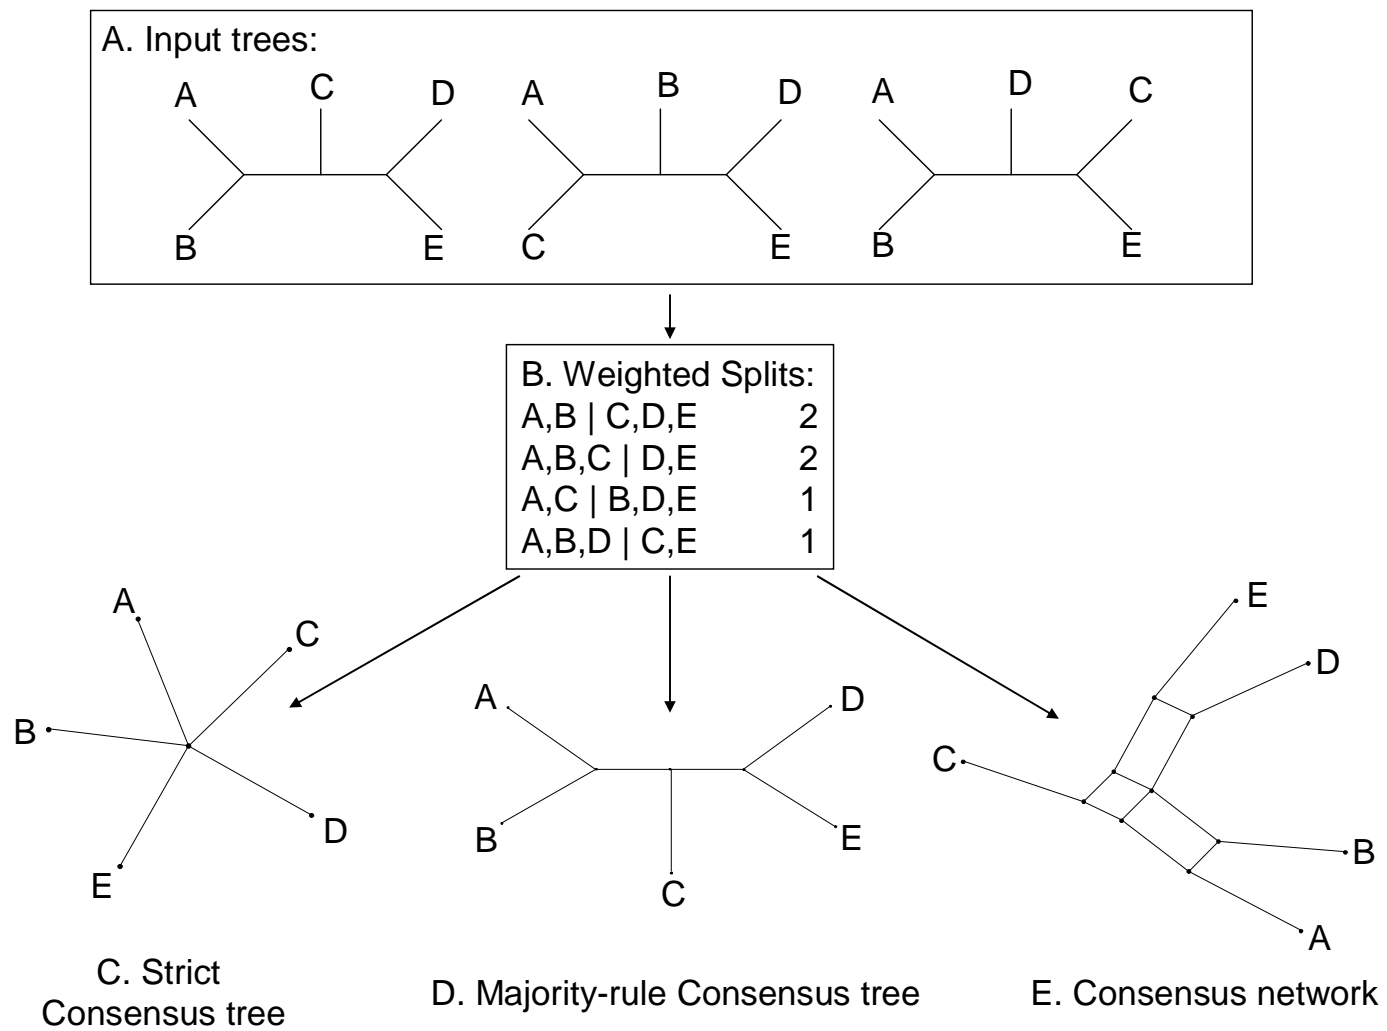 A. Input trees:
A C D A B D A D C
B E C E B E
B. Weighted Splits:
A,B | C,D,E 2
A,B,C | D,E 2
A,C | B,D,E 1
A,B,D | C,E 1
A
C
B
D
E
A
D
B
E
C
E
D
C
B
A
C. Strict
Consensus tree
D. Majority-rule Consensus tree
E. Consensus network